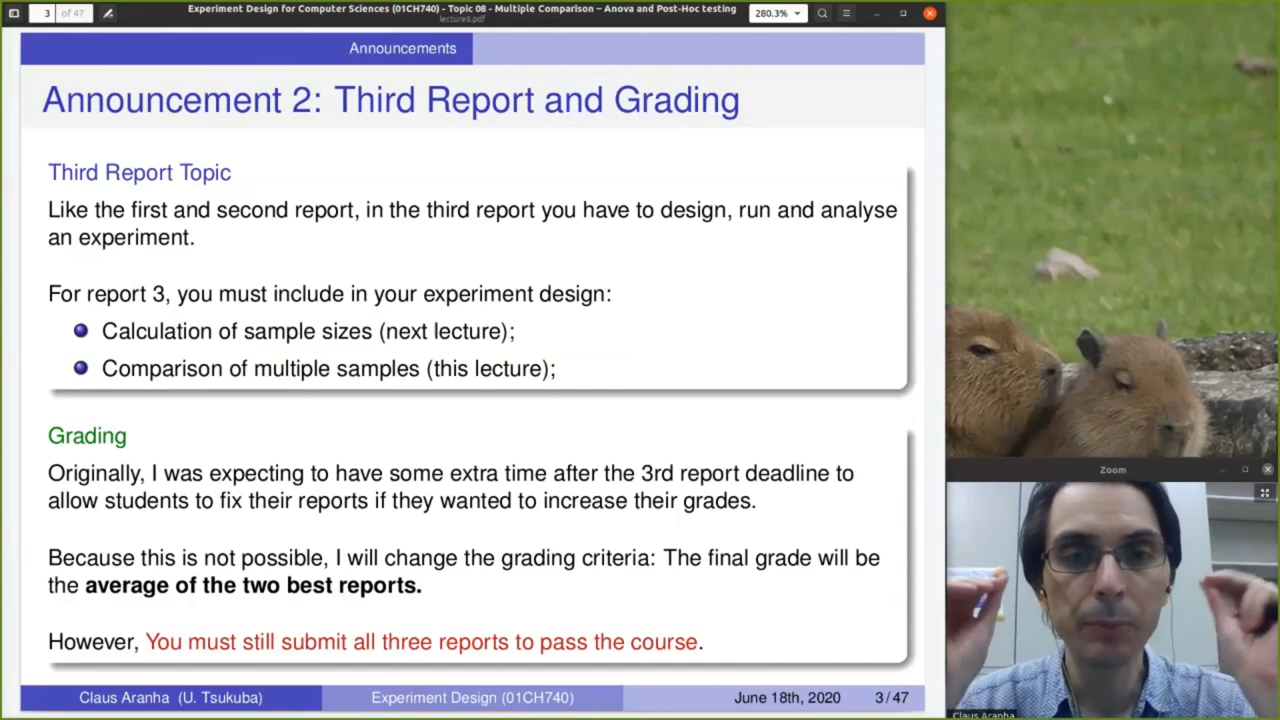 3 of 47
Experiment Design for Computer Sciences (01CH740) - Topic 08 - Multiple Comparison – Anova and Post-Hoc testing
lecture8.pdf
280.3%
Announcements
Announcement 2: Third Report and Grading
Third Report Topic
Like the first and second report, in the third report you have to design, run and analyse
an experiment.
For report 3, you must include in your experiment design:
Calculation of sample sizes (next lecture);
Comparison of multiple samples (this lecture);
Grading
Originally, I was expecting to have some extra time after the 3rd report deadline to
allow students to fix their reports if they wanted to increase their grades.
Because this is not possible, I will change the grading criteria: The final grade will be
the average of the two best reports.
However, You must still submit all three reports to pass the course.
Claus Aranha (U. Tsukuba)
Experiment Design (01CH740)
June 18th, 2020
3 / 47
Zoom
Claus Aranha